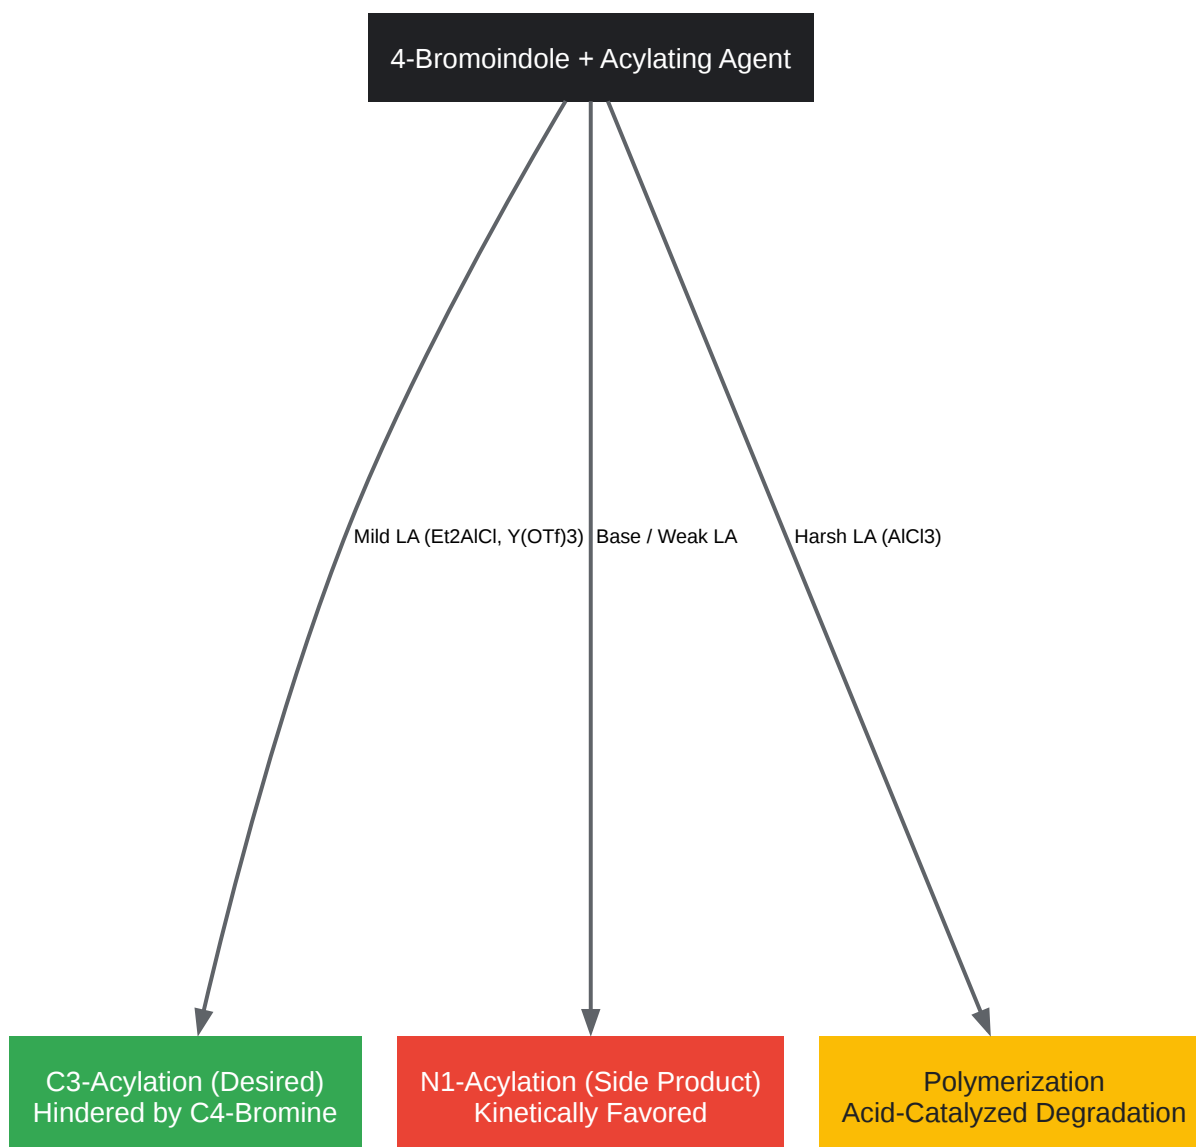 4-Bromoindole + Acylating Agent
Mild LA (Et2AlCl, Y(OTf)3)
Base / Weak LA
Harsh LA (AlCl3)
C3-Acylation (Desired)
Hindered by C4-Bromine
N1-Acylation (Side Product)
Kinetically Favored
Polymerization
Acid-Catalyzed Degradation